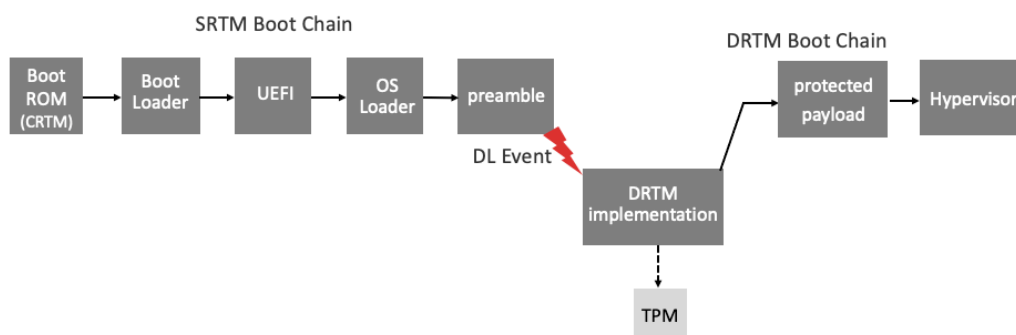 SRTM Boot Chain
DRTM Boot Chain
Boot
ROM
(CRTM)
Boot
Loader
UEFI
OS
Loader
preamble
protected
payload
Hypervisor
DL Event
DRTM
implementation
TPM